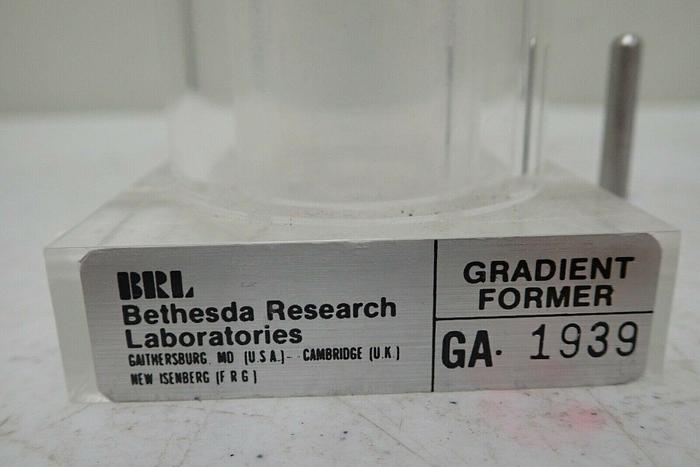 BRL
Bethesda Research
Laboratories
GAITHERSBURG, MD (U.S.A.)- - CAMBRIDGE (U.K.)
NEW ISENBERG (F R G)
GRADIENT
FORMER
GA. 1939